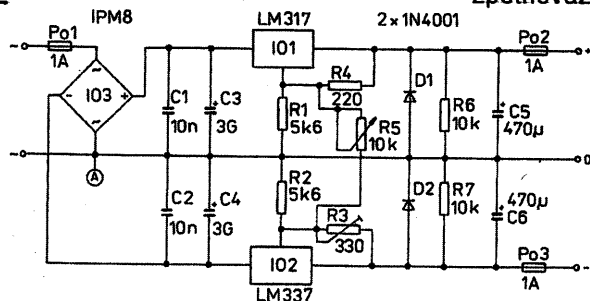 IPM8
LM317
2×1N4001
Po1
1A
IO1
Po2
1A
+
~
~
IO3
-
+
~
C1
10n
C3
3G
R1
5k6
R4
220
R5
10k
D1
R6
10k
C5
470µ
~
0
A
C2
10n
C4
3G
R2
5k6
R3
330
D2
R7
10k
470µ
C6
IO2
LM337
Po3
1A
-